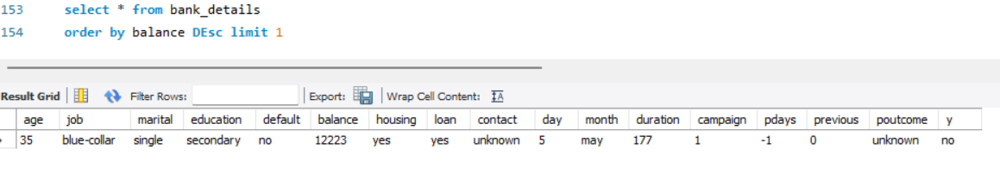 153 select * from bank_details
154 order by balance DEsc limit 1
Result Grid Filter Rows: Export: Wrap Cell Content: IA
age job marital education default balance housing loan contact day month duration campaign pdays previous poutcome y
35 blue-collar single secondary no 12223 yes yes unknown 5 may 177 1 -1 0 unknown no